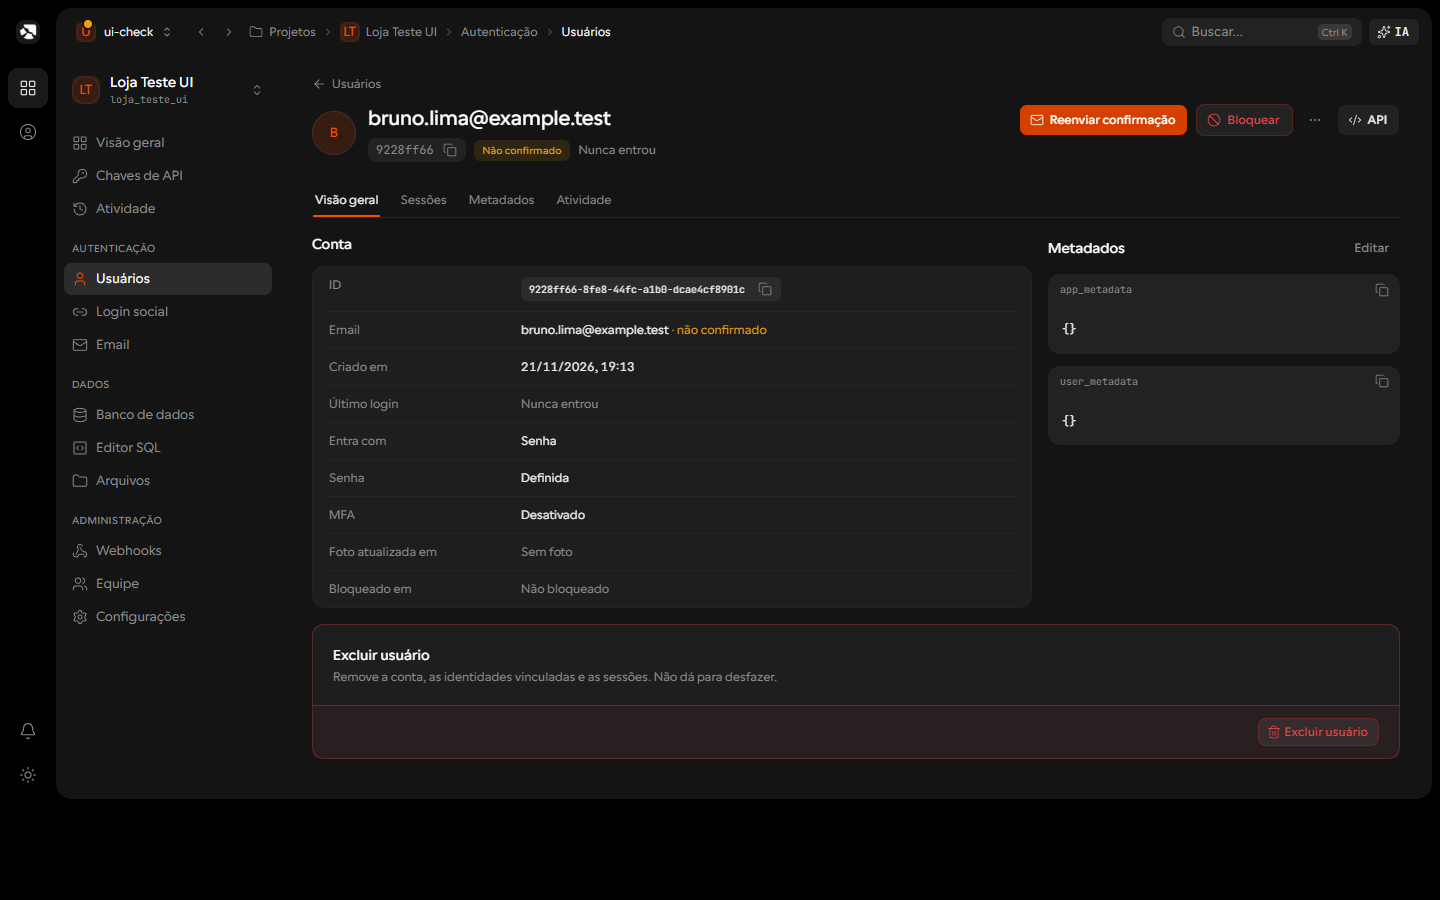 U ui-check
Projetos
LT Loja Teste UI
Autenticação
Usuários
Buscar...
Ctrl K
IA
LT
Loja Teste UI
loja_teste_ui
Visão geral
Chaves de API
Atividade
AUTENTICAÇÃO
Usuários
Login social
Email
DADOS
Banco de dados
Editor SQL
Arquivos
ADMINISTRAÇÃO
Webhooks
Equipe
Configurações
Usuários
B
bruno.lima@example.test
9228ff66
Não confirmado
Nunca entrou
Reenviar confirmação
Bloquear
API
Visão geral
Sessões
Metadados
Atividade
Conta
ID 9228ff66-8fe8-44fc-a1b0-dcae4cf8901c
Email bruno.lima@example.test · não confirmado
Criado em 21/11/2026, 19:13
Último login Nunca entrou
Entra com Senha
Senha Definida
MFA Desativado
Foto atualizada em Sem foto
Bloqueado em Não bloqueado
Metadados
Editar
app_metadata
{}
user_metadata
{}
Excluir usuário
Remove a conta, as identidades vinculadas e as sessões. Não dá para desfazer.
Excluir usuário